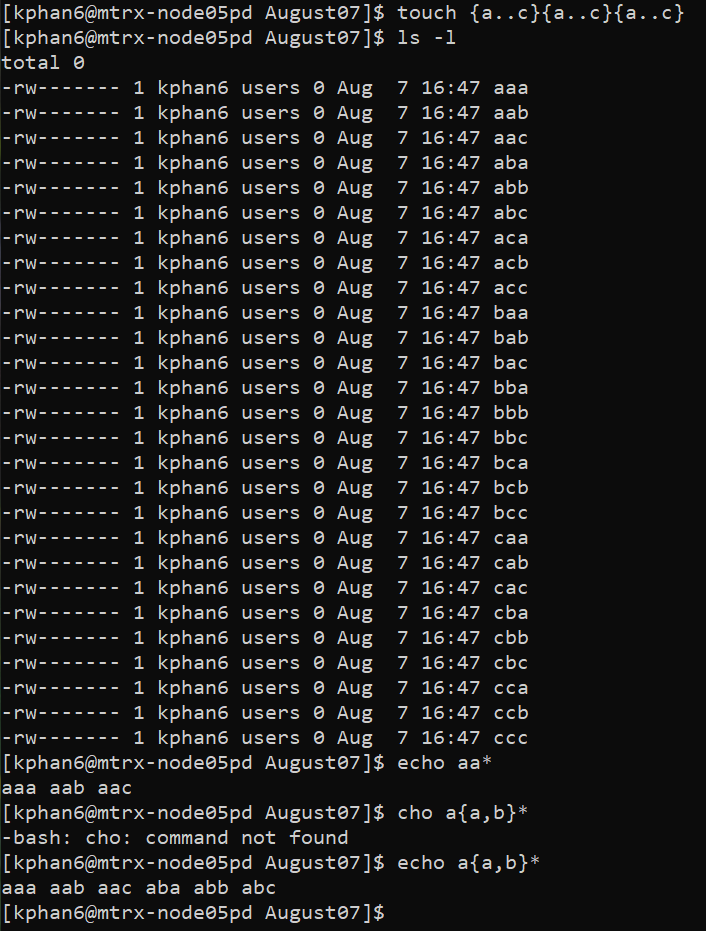 [kphan6@mtrx-node05pd August07]$ touch {a..c}{a..c}{a..c}
[kphan6@mtrx-node05pd August07]$ ls -l
total 0
-rw------- 1 kphan6 users 0 Aug  7 16:47 aaa
-rw------- 1 kphan6 users 0 Aug  7 16:47 aab
-rw------- 1 kphan6 users 0 Aug  7 16:47 aac
-rw------- 1 kphan6 users 0 Aug  7 16:47 aba
-rw------- 1 kphan6 users 0 Aug  7 16:47 abb
-rw------- 1 kphan6 users 0 Aug  7 16:47 abc
-rw------- 1 kphan6 users 0 Aug  7 16:47 aca
-rw------- 1 kphan6 users 0 Aug  7 16:47 acb
-rw------- 1 kphan6 users 0 Aug  7 16:47 acc
-rw------- 1 kphan6 users 0 Aug  7 16:47 baa
-rw------- 1 kphan6 users 0 Aug  7 16:47 bab
-rw------- 1 kphan6 users 0 Aug  7 16:47 bac
-rw------- 1 kphan6 users 0 Aug  7 16:47 bba
-rw------- 1 kphan6 users 0 Aug  7 16:47 bbb
-rw------- 1 kphan6 users 0 Aug  7 16:47 bbc
-rw------- 1 kphan6 users 0 Aug  7 16:47 bca
-rw------- 1 kphan6 users 0 Aug  7 16:47 bcb
-rw------- 1 kphan6 users 0 Aug  7 16:47 bcc
-rw------- 1 kphan6 users 0 Aug  7 16:47 caa
-rw------- 1 kphan6 users 0 Aug  7 16:47 cab
-rw------- 1 kphan6 users 0 Aug  7 16:47 cac
-rw------- 1 kphan6 users 0 Aug  7 16:47 cba
-rw------- 1 kphan6 users 0 Aug  7 16:47 cbb
-rw------- 1 kphan6 users 0 Aug  7 16:47 cbc
-rw------- 1 kphan6 users 0 Aug  7 16:47 cca
-rw------- 1 kphan6 users 0 Aug  7 16:47 ccb
-rw------- 1 kphan6 users 0 Aug  7 16:47 ccc
[kphan6@mtrx-node05pd August07]$ echo aa*
aaa aab aac
[kphan6@mtrx-node05pd August07]$ cho a{a,b}*
-bash: cho: command not found
[kphan6@mtrx-node05pd August07]$ echo a{a,b}*
aaa aab aac aba abb abc
[kphan6@mtrx-node05pd August07]$